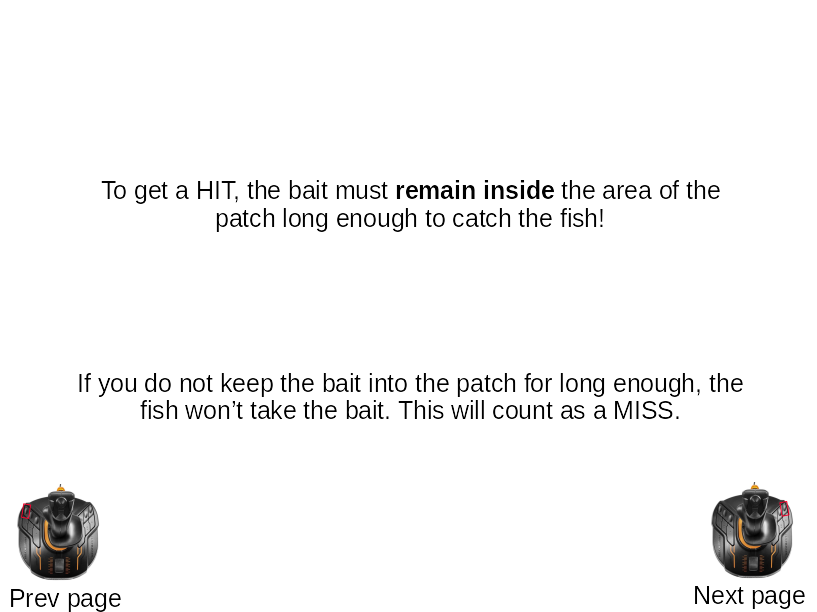 To get a HIT, the bait must remain inside the area of the
patch long enough to catch the fish!
If you do not keep the bait into the patch for long enough, the
fish won’t take the bait. This will count as a MISS.
Prev page
Next page